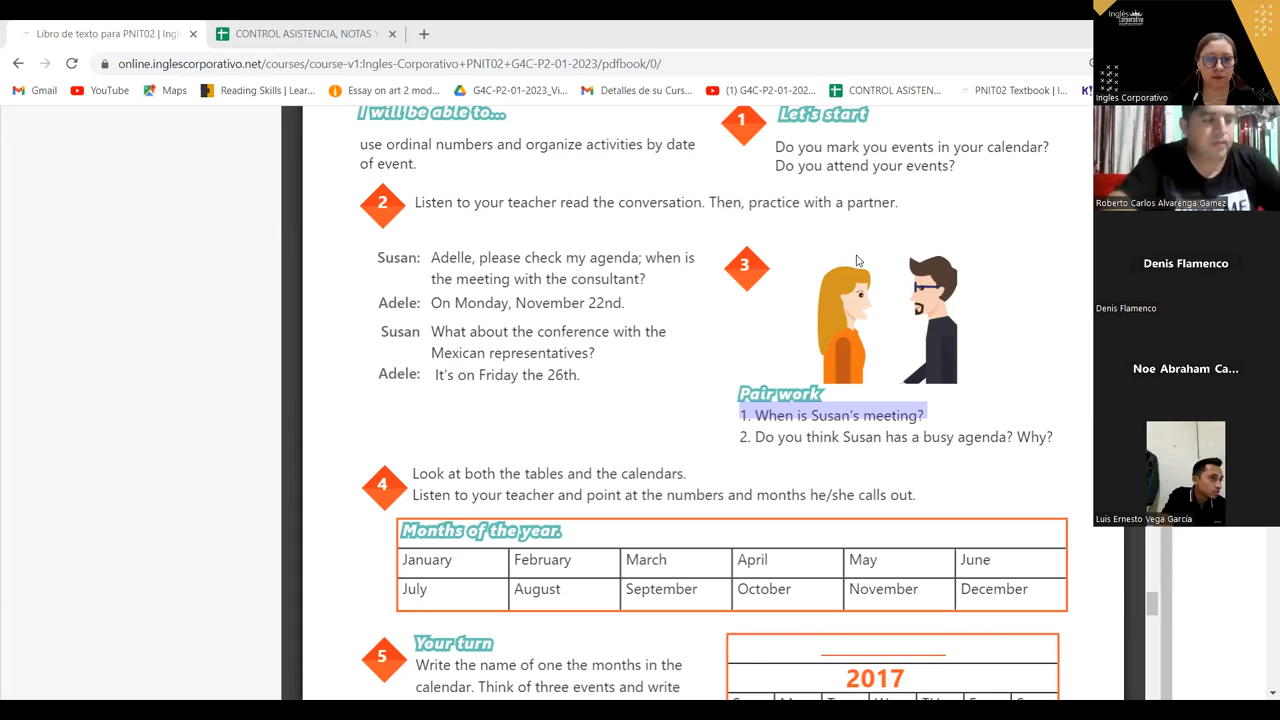 Libro de texto para PNIT02 | Ingl
CONTROL ASISTENCIA, NOTAS Y
online.inglescorporativo.net/courses/course-v1:Ingles-Corporativo+PNIT02+G4C-P2-01-2023/pdfbook/0/
Gmail
YouTube
Maps
Reading Skills | Lear...
Essay on art 2 mod...
G4C-P2-01-2023_Vi...
Detalles de su Curs...
(1) G4C-P2-01-202...
CONTROL ASISTEN...
PNIT02 Textbook | I...
I will be able to...
use ordinal numbers and organize activities by date
of event.
1
Let's start
Do you mark you events in your calendar?
Do you attend your events?
2
Listen to your teacher read the conversation. Then, practice with a partner.
Susan: Adelle, please check my agenda; when is
the meeting with the consultant?
Adele: On Monday, November 22nd.
Susan What about the conference with the
Mexican representatives?
Adele: It's on Friday the 26th.
3
Pair work
1. When is Susan's meeting?
2. Do you think Susan has a busy agenda? Why?
4
Look at both the tables and the calendars.
Listen to your teacher and point at the numbers and months he/she calls out.
Months of the year.
January February March April May June
July August September October November December
5
Your turn
Write the name of one the months in the
calendar. Think of three events and write
2017
Inglés
Corporativo
Ingles Corporativo
Roberto Carlos Alvarenga Gamez
Denis Flamenco
Denis Flamenco
Noe Abraham Ca...
Luis Ernesto Vega García